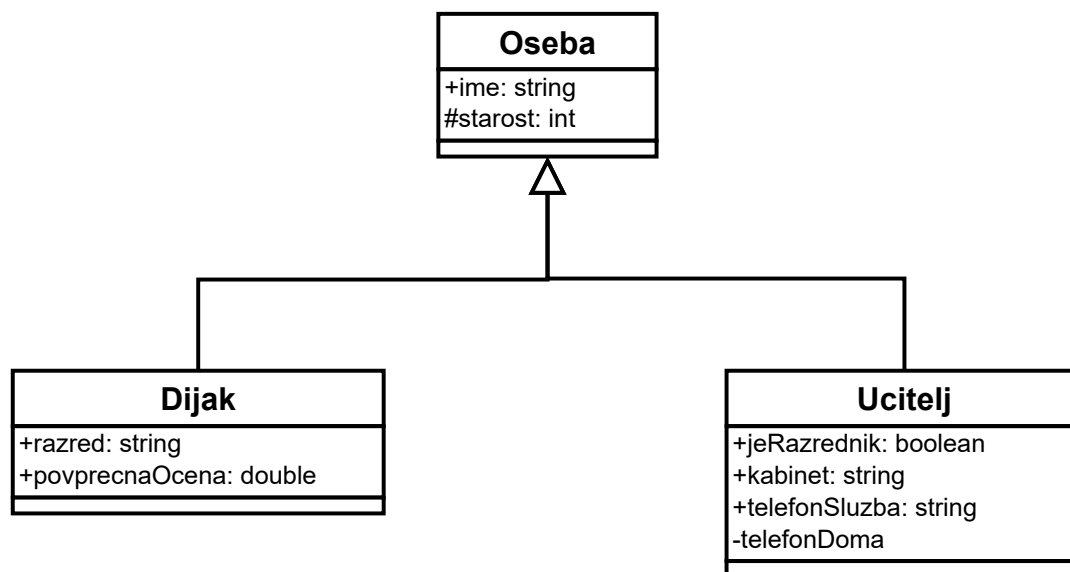 Oseba
+ime: string
#starost: int
Dijak
+razred: string
+povprecnaOcena: double
Ucitelj
+jeRazrednik: boolean
+kabinet: string
+telefonSluzba: string
-telefonDoma